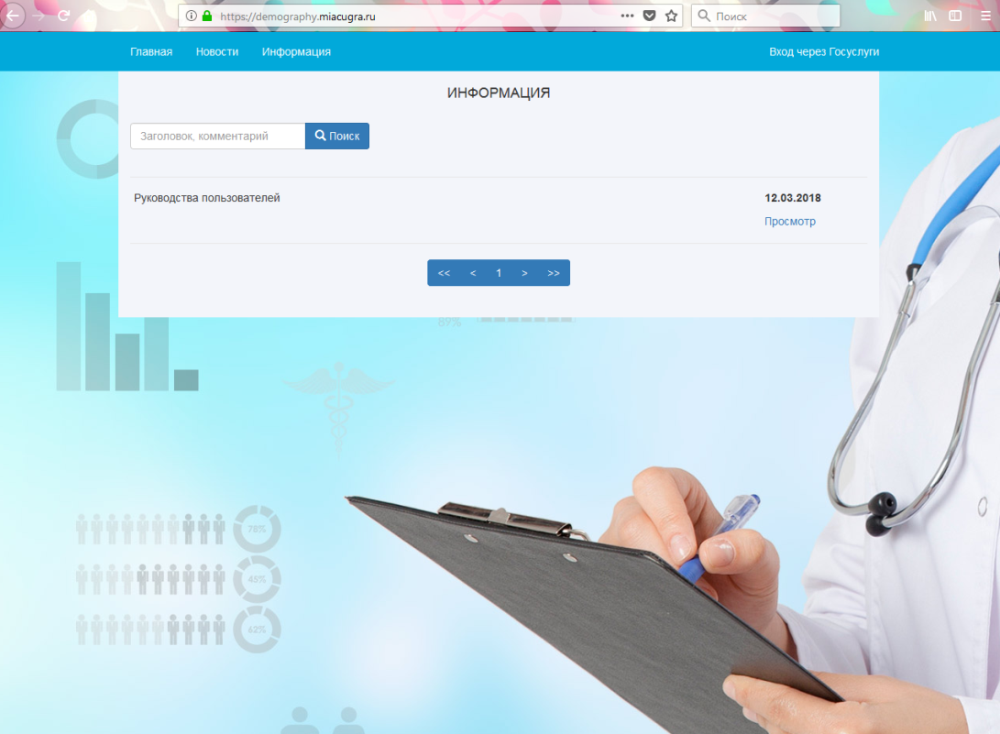 https://demography.miacugra.ru
Поиск
Главная Новости Информация Вход через Госуслуги
ИНФОРМАЦИЯ
Заголовок, комментарий Поиск
Руководства пользователей 12.03.2018
Просмотр
<< < 1 > >>
89%
78%
45%
62%